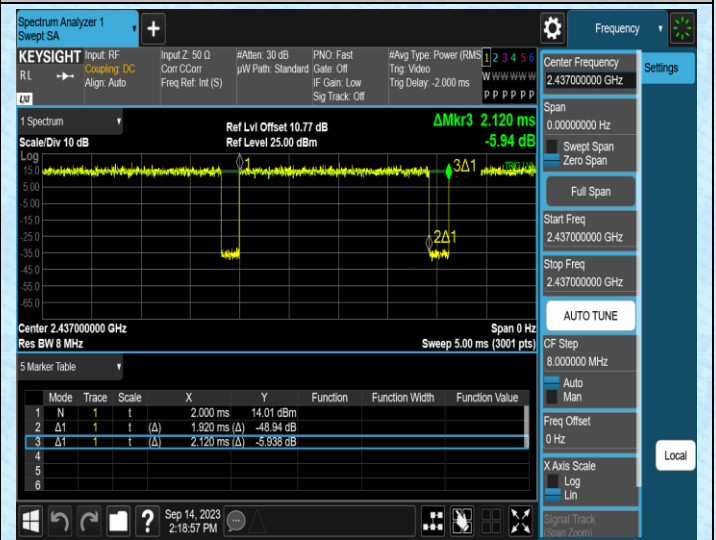 Spectrum Analyzer 1
Swept SA
Frequency
KEYSIGHT
RL
LXI
Input: RF
Coupling: DC
Align: Auto
Input Z: 50 Ω
Corr CCorr
Freq Ref: Int (S)
#Atten: 30 dB
µW Path: Standard
PNO: Fast
Gate: Off
IF Gain: Low
Sig Track: Off
#Avg Type: Power (RMS
Trig: Video
Trig Delay: -2.000 ms
1 2 3 4 5 6
W W W W W W
P P P P P P
Center Frequency
2.437000000 GHz
Settings
Span
0.00000000 Hz
Swept Span
Zero Span
Full Span
Start Freq
2.437000000 GHz
Stop Freq
2.437000000 GHz
AUTO TUNE
CF Step
8.000000 MHz
Auto
Man
Freq Offset
0 Hz
X Axis Scale
Log
Lin
Signal Track
(Span Zoom)
Local
1 Spectrum
Scale/Div 10 dB
Log
Ref Lvl Offset 10.77 dB
Ref Level 25.00 dBm
ΔMkr3 2.120 ms
-5.94 dB
15.0
5.00
-5.00
-15.0
-25.0
-35.0
-45.0
-55.0
-65.0
1
3Δ1
2Δ1
Center 2.437000000 GHz
Res BW 8 MHz
Span 0 Hz
Sweep 5.00 ms (3001 pts)
5 Marker Table
Mode Trace Scale X Y Function Function Width Function Value
1 N 1 t 2.000 ms 14.01 dBm
2 Δ1 1 t (Δ) 1.920 ms (Δ) -48.94 dB
3 Δ1 1 t (Δ) 2.120 ms (Δ) -5.938 dB
4
5
6
?
Sep 14, 2023
2:18:57 PM